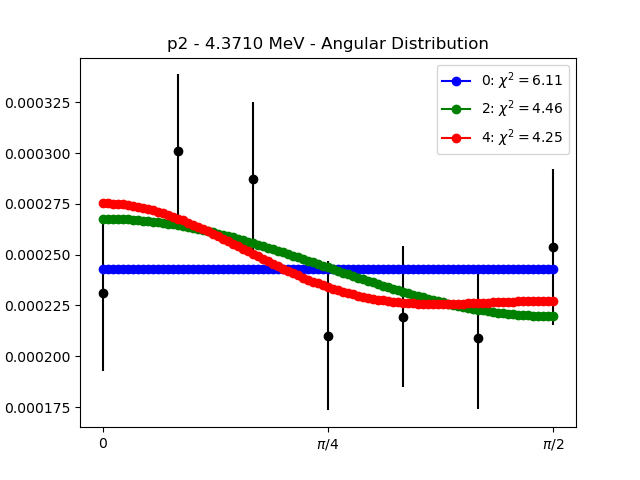 p2 - 4.3710 MeV - Angular Distribution
0: χ² = 6.11
2: χ² = 4.46
4: χ² = 4.25
0.000325
0.000300
0.000275
0.000250
0.000225
0.000200
0.000175
0 π/4 π/2